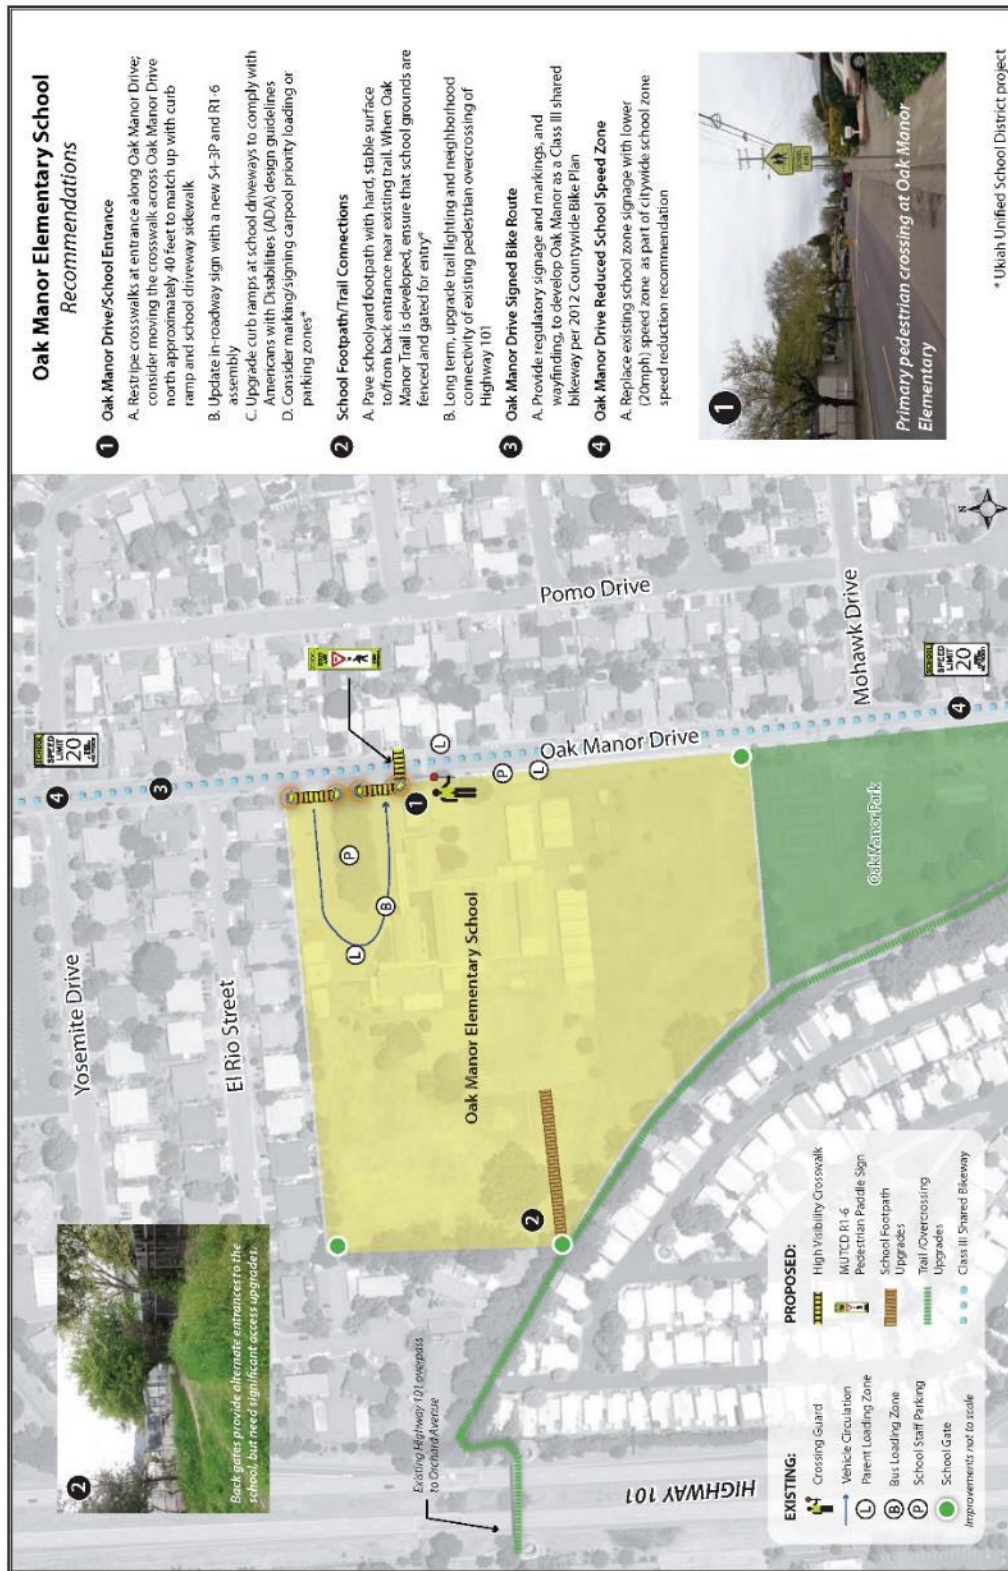 Oak Manor Elementary School
Recommendations
1 Oak Manor Drive/School Entrance
A. Restripe crosswalks at entrance along Oak Manor Drive;
consider moving the crosswalk across Oak Manor Drive
north approximately 40 feet to match up with curb
ramp and school driveway sidewalk
B. Update in-roadway sign with a new S4-3P and R1-6
assembly
C. Upgrade curb ramps at school driveways to comply with
Americans with Disabilities (ADA) design guidelines
D. Consider marking/signing carpool priority loading or
parking zones*
2 School Footpath/Trail Connections
A. Pave schoolyard footpath with hard, stable surface
to/from back entrance near existing trail. When Oak
Manor Trail is developed, ensure that school grounds are
fenced and gated for entry*
B. Long term, upgrade trail lighting and neighborhood
connectivity of existing pedestrian overcrossing of
Highway 101
3 Oak Manor Drive Signed Bike Route
A. Provide regulatory signage and markings, and
wayfinding, to develop Oak Manor as a Class III shared
bikeway per 2012 Countywide Bike Plan
4 Oak Manor Drive Reduced School Speed Zone
A. Replace existing school zone signage with lower
(20mph) speed zone as part of citywide school zone
speed reduction recommendation
1
Primary pedestrian crossing at Oak Manor
Elementary
* Ukiah Unified School District project
2
Back gates provide alternate entrances to the
school, but need significant access upgrades.
Yosemite Drive
El Rio Street
Pomo Drive
Mohawk Drive
Oak Manor Drive
Oak Manor Elementary School
Oak Manor Park
HIGHWAY 101
Existing Highway 10 Loverpass
to Orchard Avenue
SCHOOL
SPEED
LIMIT
20
SCHOOL
SPEED
LIMIT
20
4
3
1
2
4
L
B
P
L
P
L
N
EXISTING:
Crossing Guard
Vehicle Circulation
L Parent Loading Zone
B Bus Loading Zone
P School Staff Parking
School Gate
Improvements not to scale
PROPOSED:
High Visibility Crosswalk
MUTCD R1-6
Pedestrian Paddle Sign
School Footpath
Upgrades
Trail /Overcrossing
Upgrades
Class III Shared Bikeway